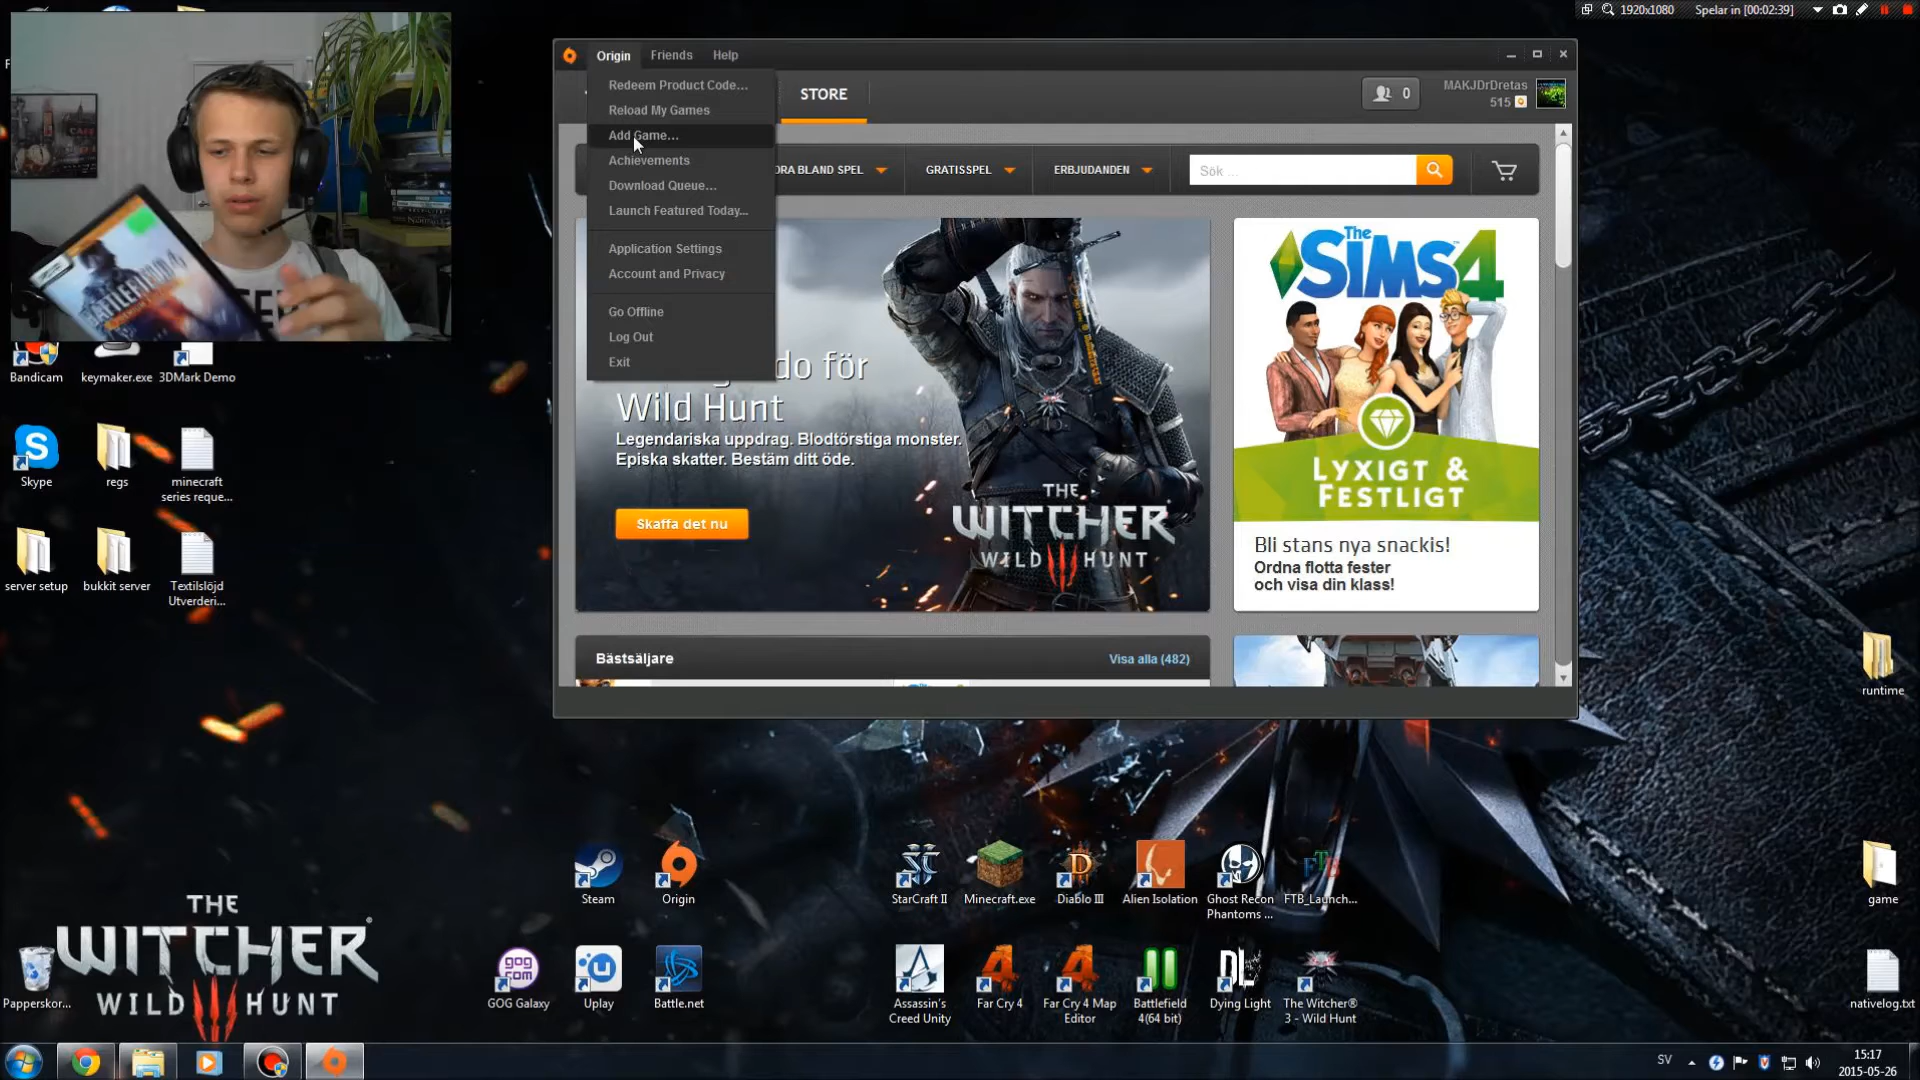 1920x1080
Spelar in [00:02:39]
Origin
Friends
Help
Redeem Product Code...
Reload My Games
Add Game...
Achievements
Download Queue...
Launch Featured Today...
Application Settings
Account and Privacy
Go Offline
Log Out
Exit
STORE
0
MAKJDrDretas
515
BLAND SPEL
GRATISSPEL
ERBJUDANDEN
Sök ...
do för
Wild Hunt
Legendariska uppdrag. Blodtörstiga monster.
Episka skatter. Bestäm ditt öde.
Skaffa det nu
THE
WITCHER
WILD HUNT
The
SIMS 4
LYXIGT &
FESTLIGT
Bli stans nya snackis!
Ordna flotta fester
och visa din klass!
Bästsäljare
Visa alla (482)
CAFÉ
BATTLEFIELD
Bandicam
keymaker.exe
3DMark Demo
Skype
regs
minecraft
series reque...
server setup
bukkit server
Textilslöjd
Utverderi...
runtime
game
nativelog.txt
Steam
Origin
StarCraft II
Minecraft.exe
Diablo III
Alien Isolation
Ghost Recon
Phantoms ...
FTB
FTB_Launch...
THE
WITCHER
WILD HUNT
Papperskor...
gog
com
GOG Galaxy
Uplay
Battle.net
Assassin's
Creed Unity
Far Cry 4
Far Cry 4 Map
Editor
Battlefield
4(64 bit)
Dying Light
The Witcher®
3 - Wild Hunt
SV
15:17
2015-05-26